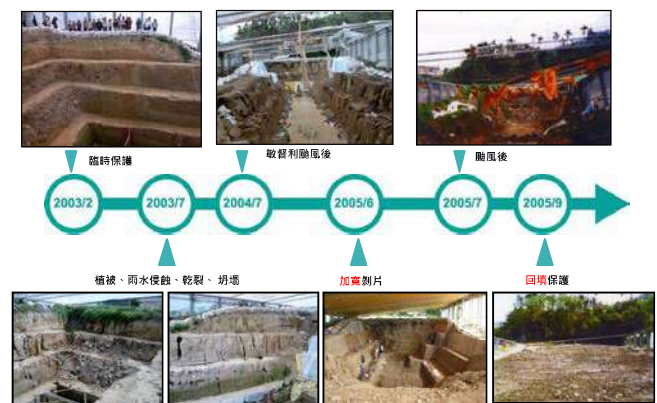 臨時保護
敏督利颱風後
颱風後
2003/2
2003/7
2004/7
2005/6
2005/7
2005/9
植被、雨水侵蝕、乾裂、坍塌
加寬剝片
回填保護